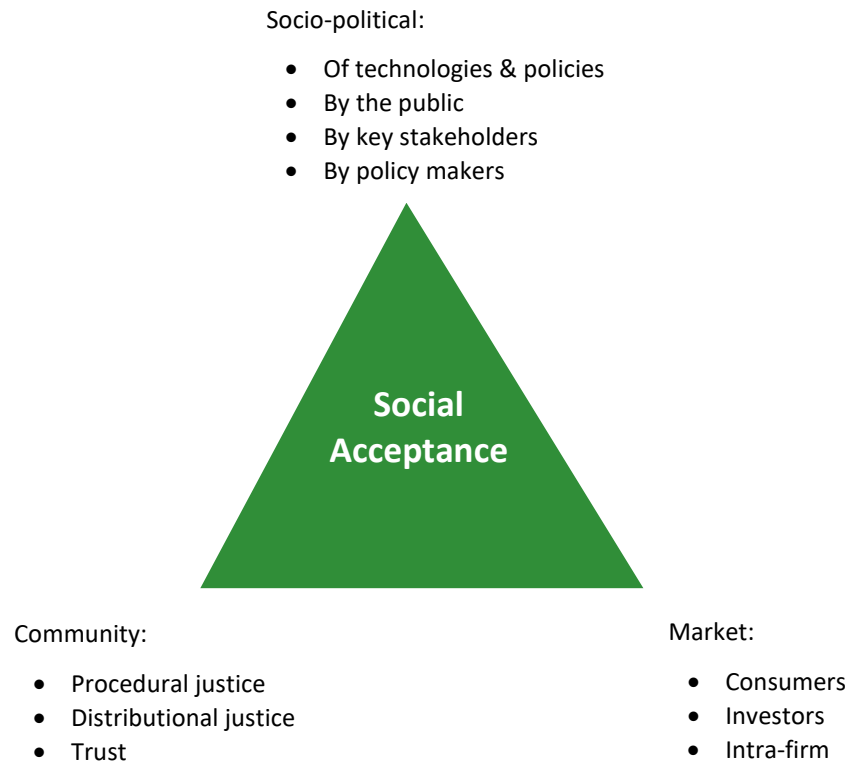 Socio-political:
• Of technologies & policies
• By the public
• By key stakeholders
• By policy makers
Social
Acceptance
Community:
• Procedural justice
• Distributional justice
• Trust
Market:
• Consumers
• Investors
• Intra-firm